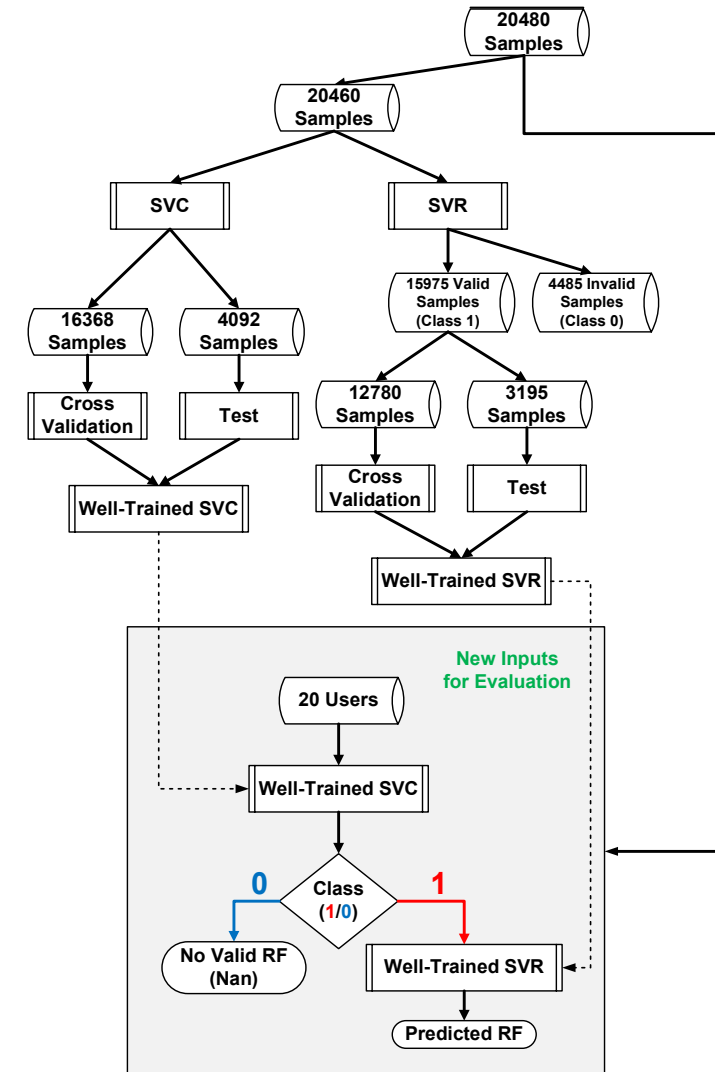 20480
Samples
20460
Samples
SVC
SVR
15975 Valid
Samples
(Class 1)
4485 Invalid
Samples
(Class 0)
16368
Samples
4092
Samples
12780
Samples
3195
Samples
Cross
Validation
Test
Cross
Validation
Test
Well-Trained SVC
Well-Trained SVR
New Inputs
for Evaluation
20 Users
Well-Trained SVC
0
Class
(1/0)
1
No Valid RF
(Nan)
Well-Trained SVR
Predicted RF